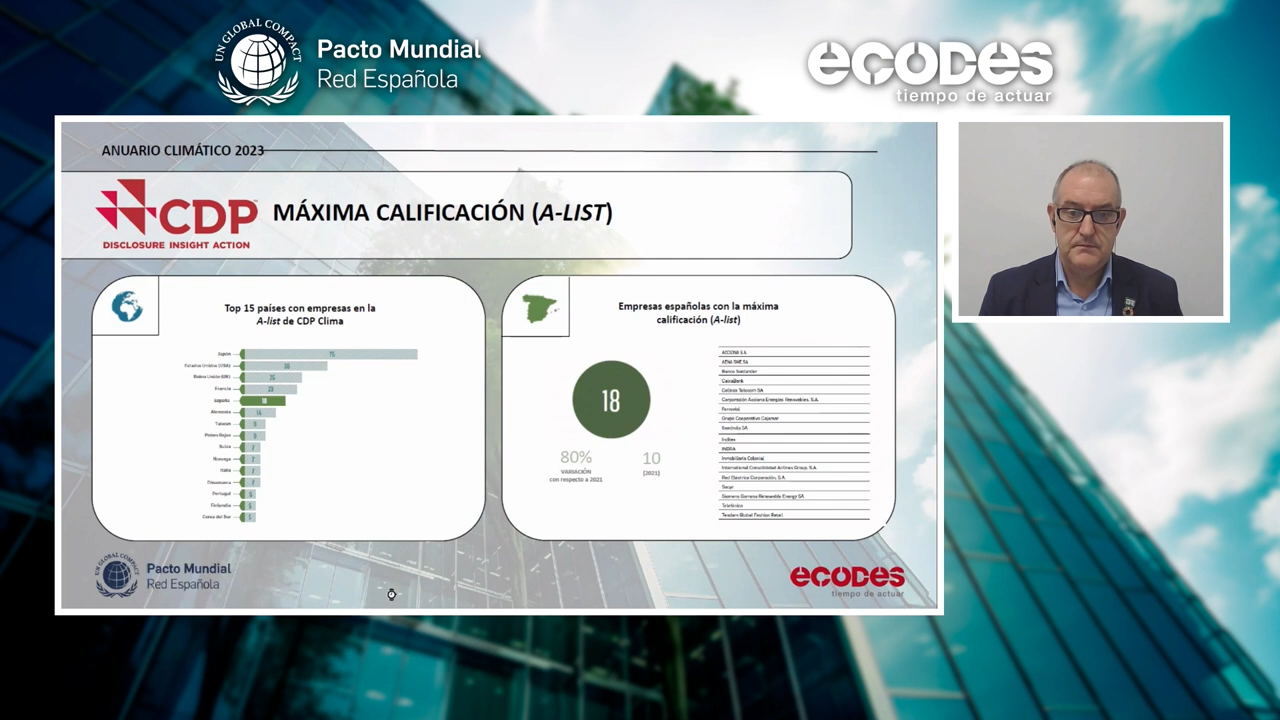 UN GLOBAL COMPACT
Pacto Mundial
Red Española
ecodes
tiempo de actuar
ANUARIO CLIMÁTICO 2023
CDP
DISCLOSURE INSIGHT ACTION
MÁXIMA CALIFICACIÓN (A-LIST)
Top 15 países con empresas en la
A-list de CDP Clima
Japón 75
Estados Unidos (USA)
Reino Unido (UK)
Francia
España 18
Alemania 14
Taiwan
Países Bajos
Suiza
Noruega
Italia
Dinamarca
Portugal
Finlandia
Corea del Sur
Empresas españolas con la máxima
calificación (A-list)
18
80%
VARIACIÓN
con respecto a 2021
10
(2021)
ACCIONA S.A.
AENA SME SA
Banco Santander
CaixaBank
Cellnex Telecom SA
Corporación Acciona Energías Renovables, S.A.
Ferrovial
Grupo Cooperativo Cajamar
Iberdrola SA
Inditex
INDRA
Inmobiliaria Colonial
International Consolidated Airlines Group, S.A.
Red Eléctrica Corporación, S.A.
Sacyr
Siemens Gamesa Renewable Energy SA
Telefónica
Tendam Global Fashion Retail
UN GLOBAL COMPACT
Pacto Mundial
Red Española
ecodes
tiempo de actuar